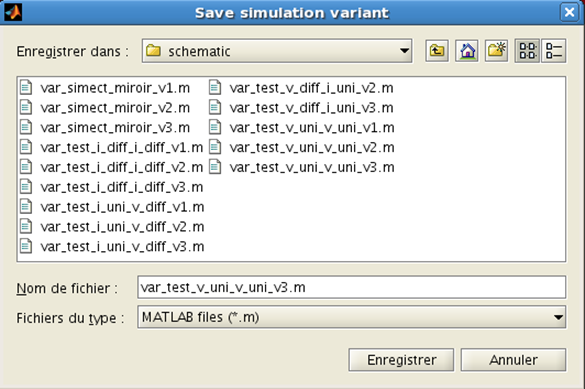 Save simulation variant
Enregistrer dans :
schematic
var_simect_miroir_v1.m
var_simect_miroir_v2.m
var_simect_miroir_v3.m
var_test_i_diff_i_diff_v1.m
var_test_i_diff_i_diff_v2.m
var_test_i_diff_i_diff_v3.m
var_test_i_uni_v_diff_v1.m
var_test_i_uni_v_diff_v2.m
var_test_i_uni_v_diff_v3.m
var_test_v_diff_i_uni_v2.m
var_test_v_diff_i_uni_v3.m
var_test_v_uni_v_uni_v1.m
var_test_v_uni_v_uni_v2.m
var_test_v_uni_v_uni_v3.m
Nom de fichier :
var_test_v_uni_v_uni_v3.m
Fichiers du type :
MATLAB files (*.m)
Enregistrer
Annuler